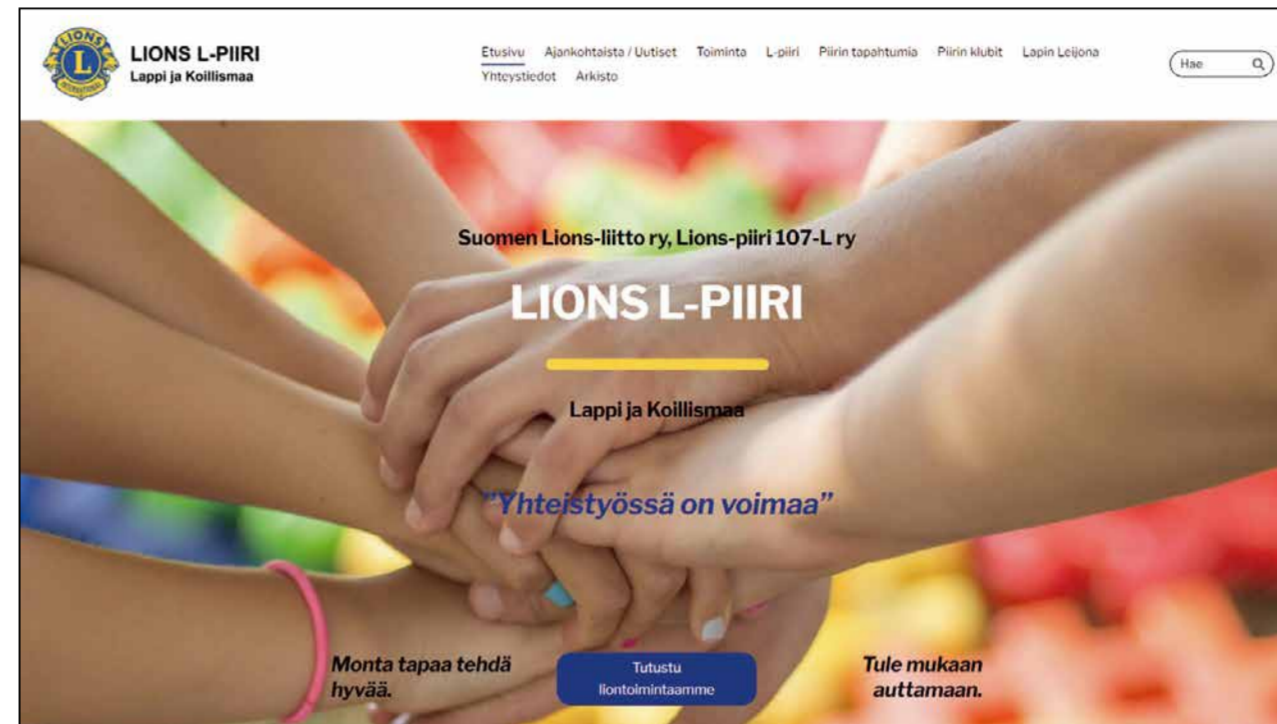 LIONS
L
INTERNATIONAL
LIONS L-PIIRI
Lappi ja Koillismaa
Etusivu Ajankohtaista / Uutiset Toiminta L-piiri Piirin tapahtumia Piirin klubit Lapin Leijona
Yhteystiedot Arkisto
Hae
Suomen Lions-liitto ry, Lions-piiri 107-L ry
LIONS L-PIIRI
Lappi ja Koillismaa
"Yhteistyössä on voimaa”
Monta tapaa tehdä
hyvää.
Tutustu
liontoimintaamme
Tule mukaan
auttamaan.